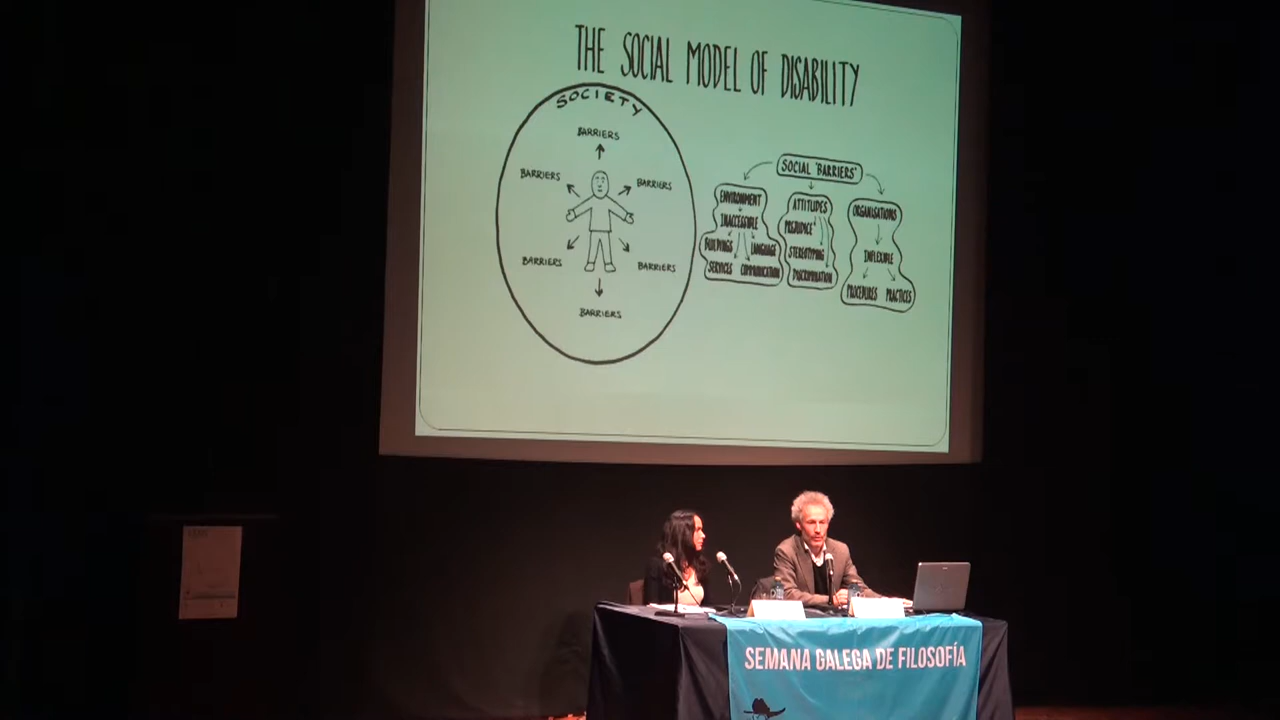 THE SOCIAL MODEL OF DISABILITY
SOCIETY
BARRIERS
BARRIERS
BARRIERS
BARRIERS
BARRIERS
BARRIERS
SOCIAL "BARRIERS"
ENVIRONMENT
INACCESSIBLE
BUILDINGS LANGUAGE
SERVICES COMMUNICATION
ATTITUDES
PREJUDICE
STEREOTYPING
DISCRIMINATION
ORGANISATIONS
INFLEXIBLE
PROCEDURES PRACTICES
SEMANA GALEGA DE FILOSOFÍA